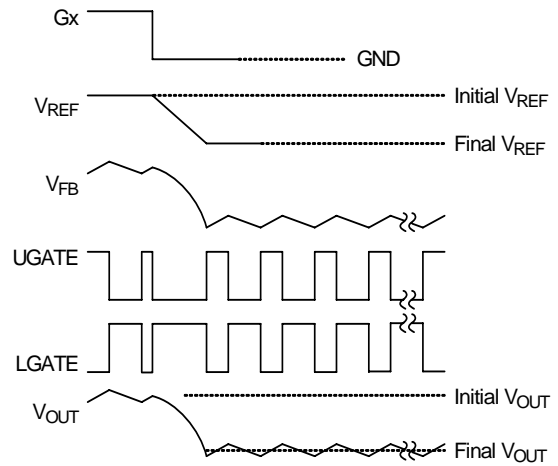 Gx
GND
Initial VREF
VREF
Final VREF
VFB
UGATE
LGATE
Initial VOUT
VOUT
Final VOUT